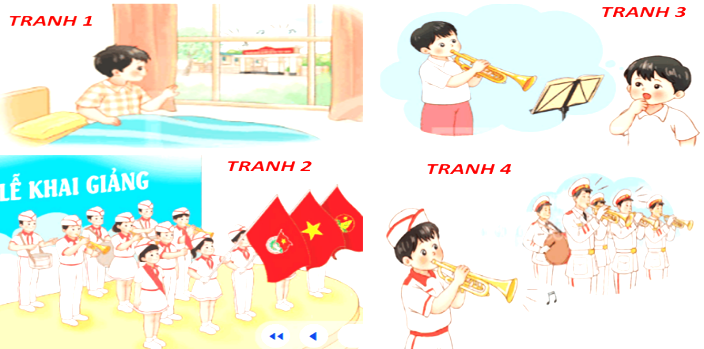 TRANH 1
TRANH 3
TRANH 2
LỄ KHAI GIẢNG
TRANH 4